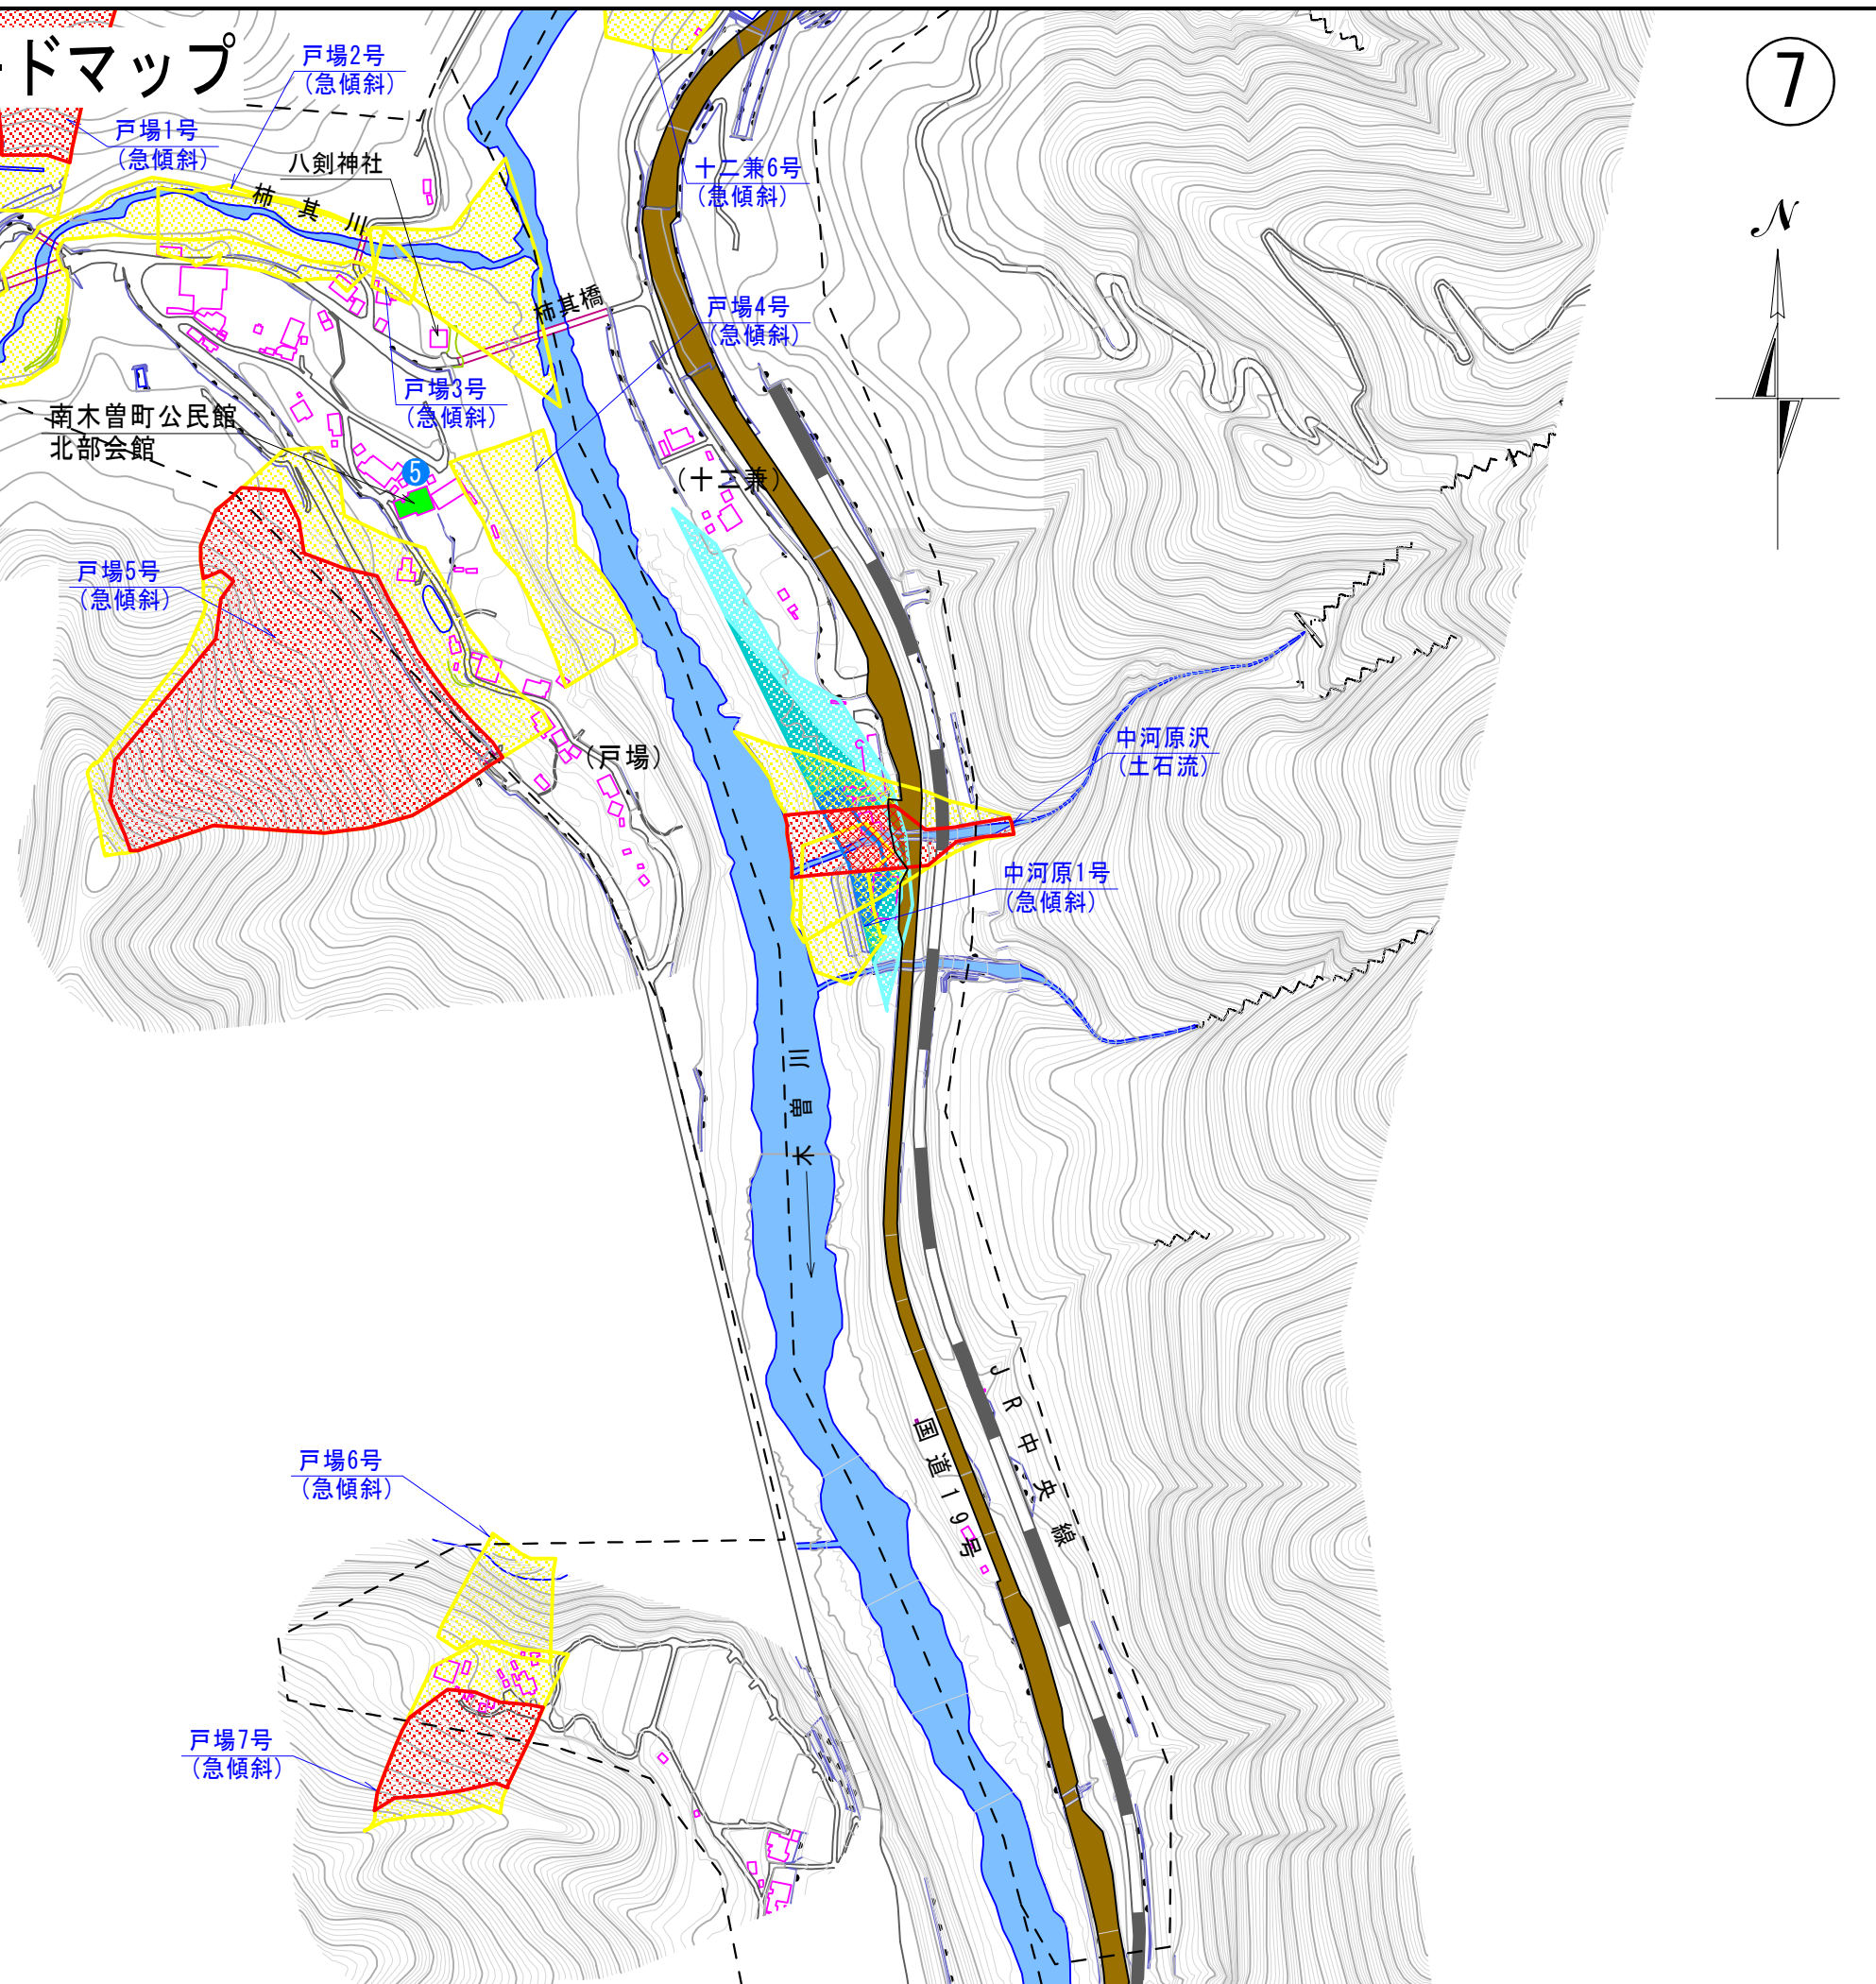 ードマップ
⑦
N
戸場2号
(急傾斜)
戸場1号
(急傾斜)
八剣神社
十二兼6号
(急傾斜)
柿其川
柿其橋
戸場4号
(急傾斜)
戸場3号
(急傾斜)
南木曽町公民館
北部会館
5
(十二兼)
戸場5号
(急傾斜)
(戸場)
中河原沢
(土石流)
中河原1号
(急傾斜)
木曽川
JR中央線
国道19号
戸場6号
(急傾斜)
戸場7号
(急傾斜)